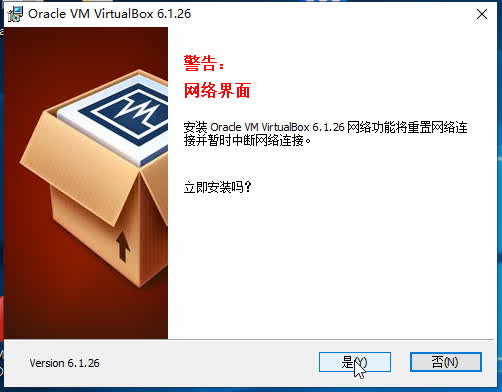 Oracle VM VirtualBox 6.1.26
警告：
网络界面
安装 Oracle VM VirtualBox 6.1.26 网络功能将重置网络连
接并暂时中断网络连接。
立即安装吗？
Version 6.1.26
是(Y)
否(N)